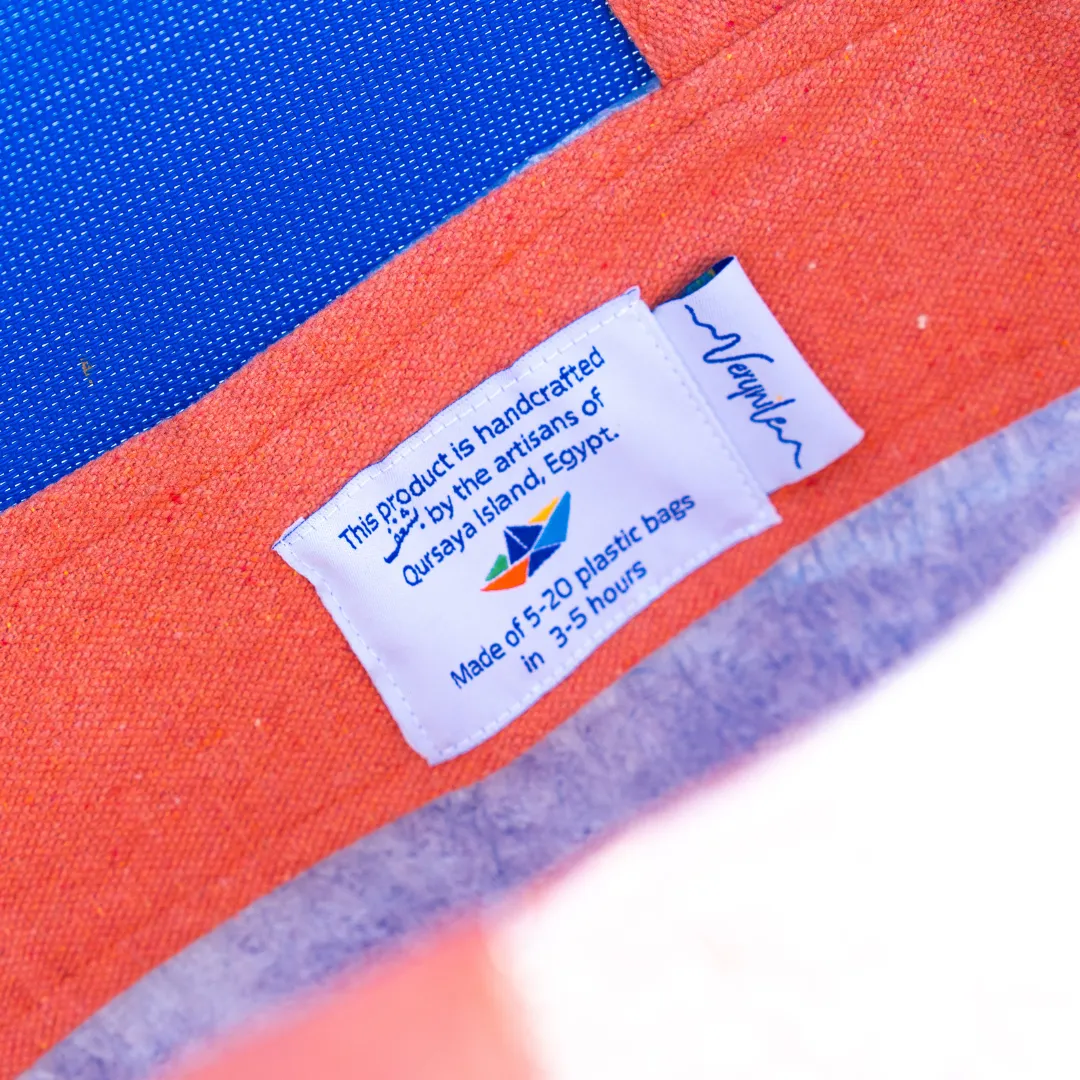 This product is handcrafted
بشغف by the artisans of
Qursaya Island, Egypt.
Made of 5-20 plastic bags
in 3-5 hours
Verynile